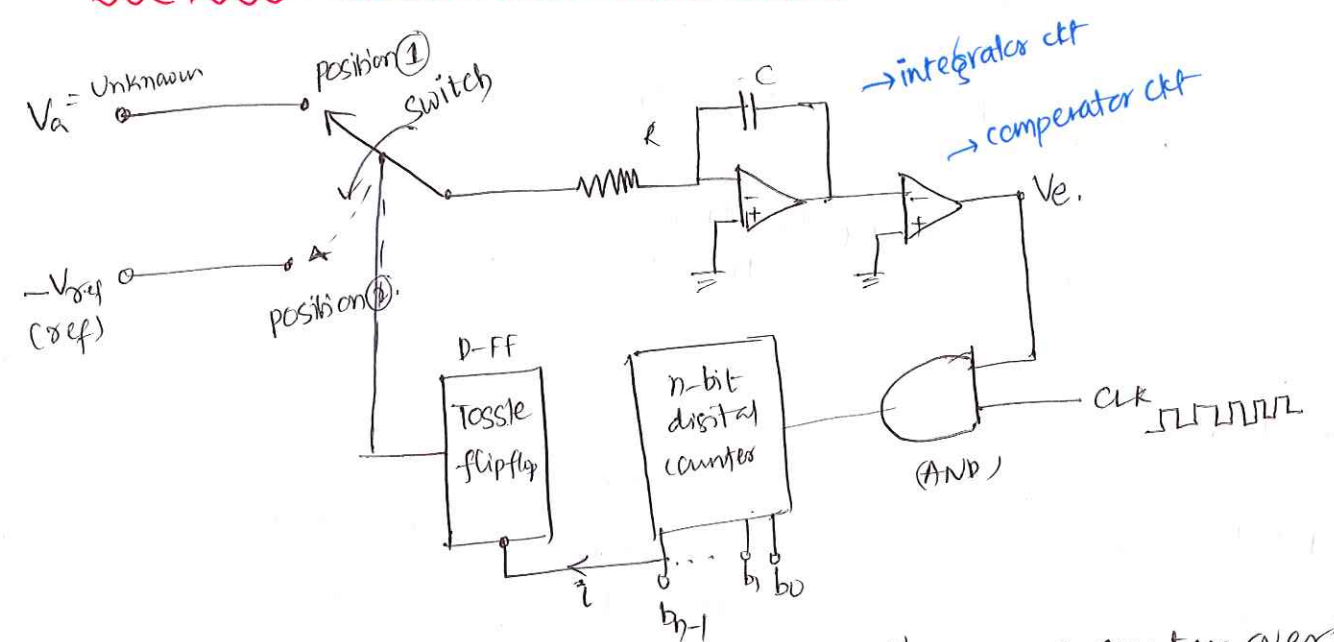 Va = Unknown
position ①
switch
→ integrator ckt
→ comperator ckt
C
R
-
+
-
+
Ve.
-Vref
(ref)
position ②.
D-FF
Toggle
flipflop
n-bit
digital
counter
CLK
(AND)
...
bn-1
b1
b0